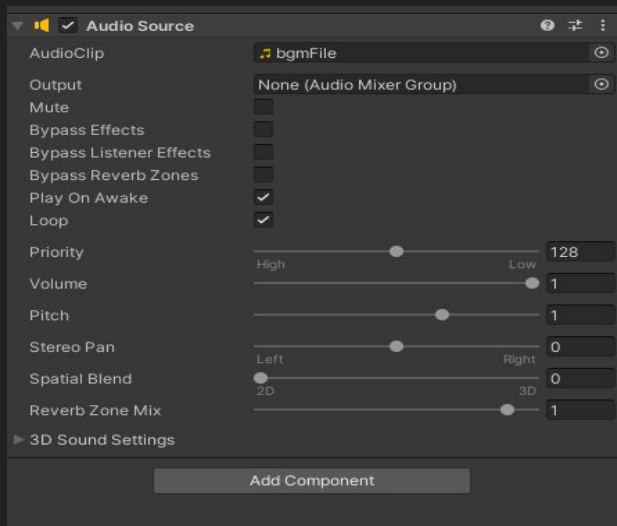 Audio Source
AudioClip bgmFile
Output None (Audio Mixer Group)
Mute
Bypass Effects
Bypass Listener Effects
Bypass Reverb Zones
Play On Awake
Loop
Priority 128
High Low
Volume 1
Pitch 1
Stereo Pan 0
Left Right
Spatial Blend 0
2D 3D
Reverb Zone Mix 1
3D Sound Settings
Add Component